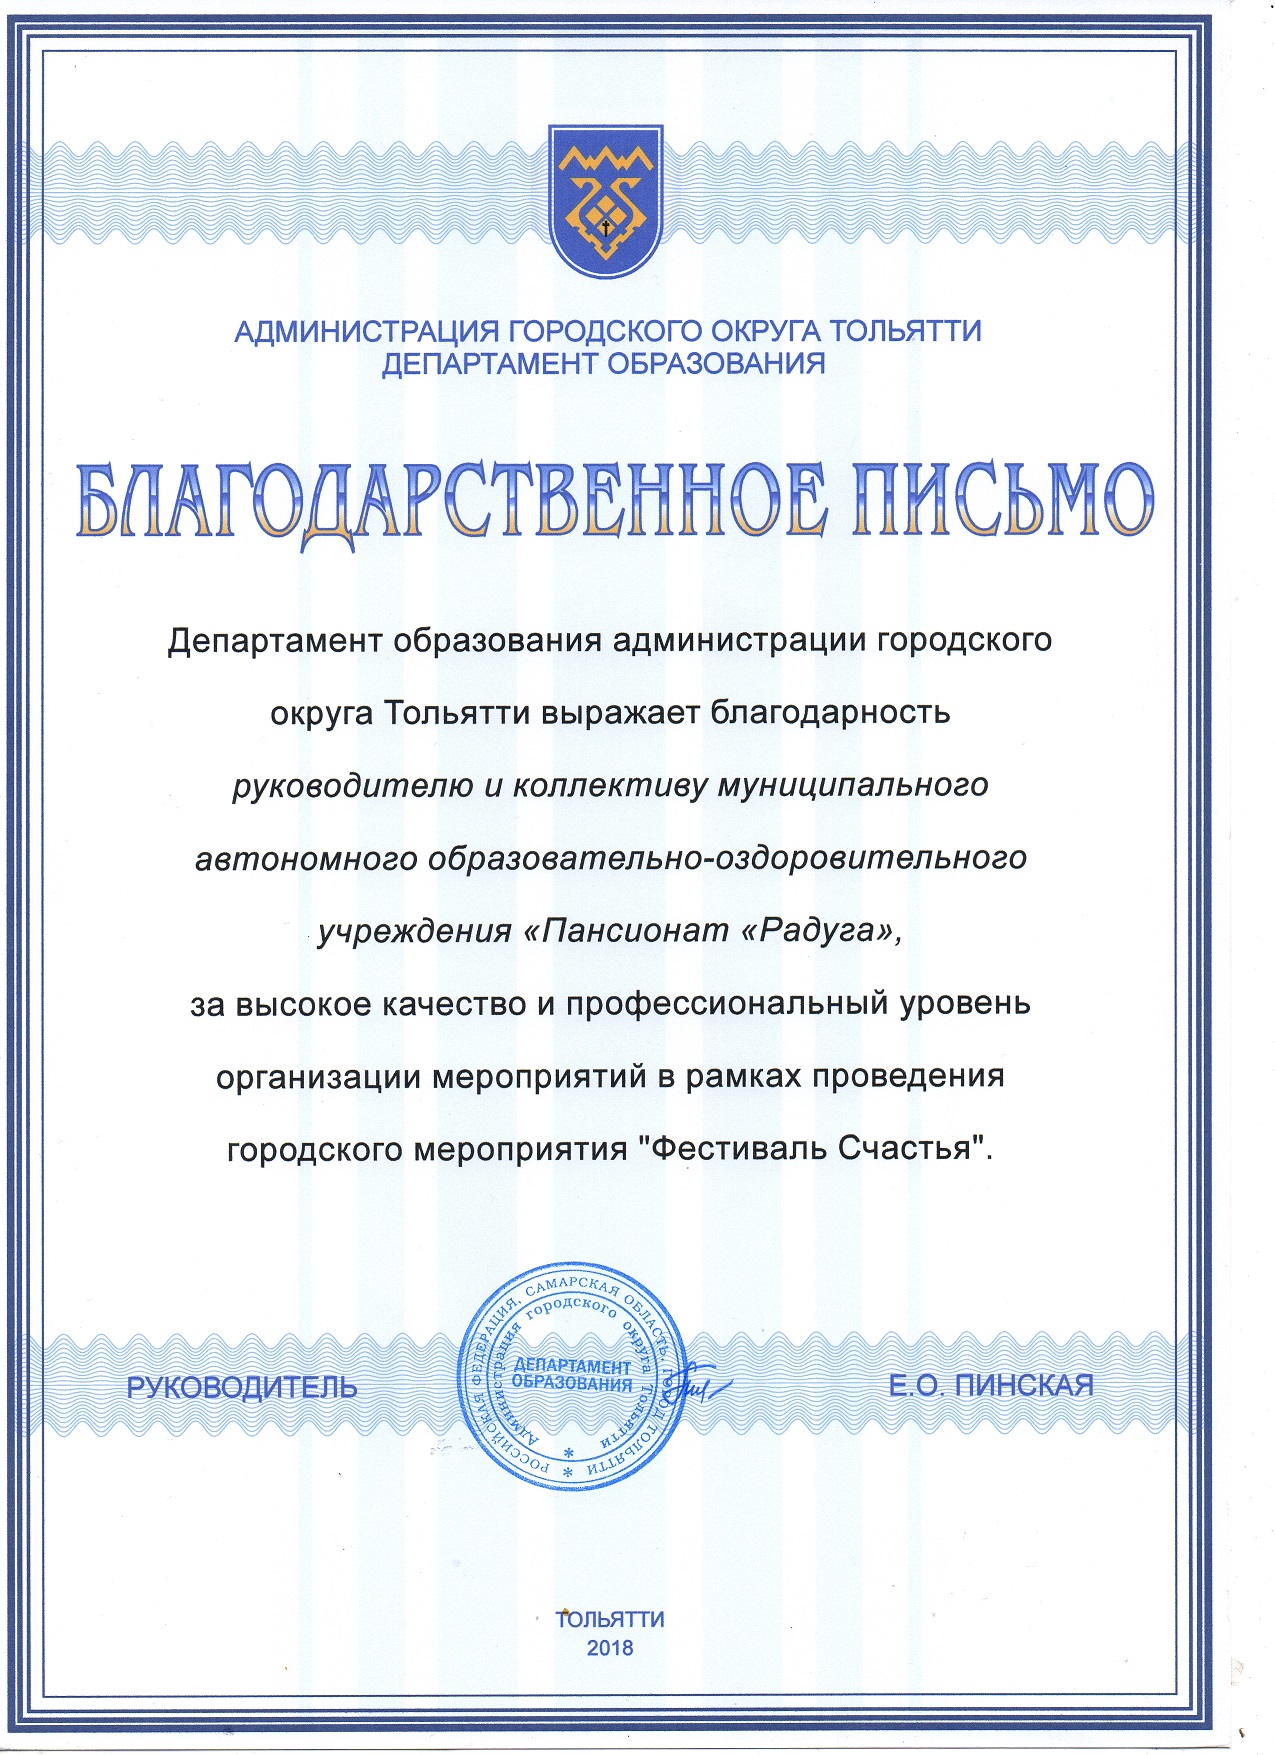 АДМИНИСТРАЦИЯ ГОРОДСКОГО ОКРУГА ТОЛЬЯТТИ
ДЕПАРТАМЕНТ ОБРАЗОВАНИЯ
БЛАГОДАРСТВЕННОЕ ПИСЬМО
Департамент образования администрации городского
округа Тольятти выражает благодарность
руководителю и коллективу муниципального
автономного образовательно-оздоровительного
учреждения «Пансионат «Радуга»,
за высокое качество и профессиональный уровень
организации мероприятий в рамках проведения
городского мероприятия "Фестиваль Счастья".
РОССИЙСКАЯ ФЕДЕРАЦИЯ, САМАРСКАЯ ОБЛАСТЬ, ГОРОД ТОЛЬЯТТИ *
Администрация городского округа Тольятти *
ДЕПАРТАМЕНТ
ОБРАЗОВАНИЯ
РУКОВОДИТЕЛЬ
Е.О. ПИНСКАЯ
ТОЛЬЯТТИ
2018